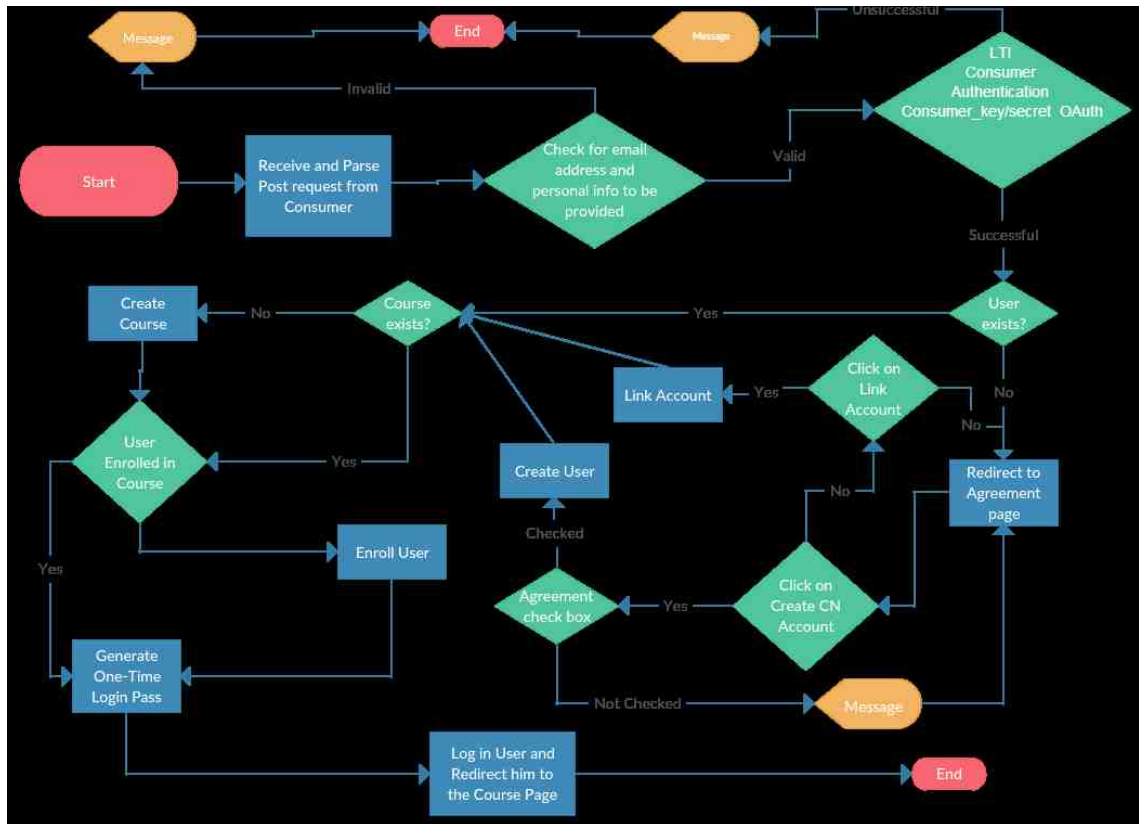 Message
End
Message
Unsuccessful
LTI
Consumer
Authentication
Consumer_key/secret OAuth
Invalid
Check for email
address and
personal info to be
provided
Valid
Start
Receive and Parse
Post request from
Consumer
Successful
Create
Course
No
Course
exists?
Yes
User
exists?
Link Account
Yes
Click on
Link
Account
No
No
User
Enrolled in
Course
Yes
Create User
No
Redirect to
Agreement
page
Checked
Enroll User
Yes
Agreement
check box
Yes
Click on
Create CN
Account
Generate
One-Time
Login Pass
Not Checked
Message
Log in User and
Redirect him to
the Course Page
End